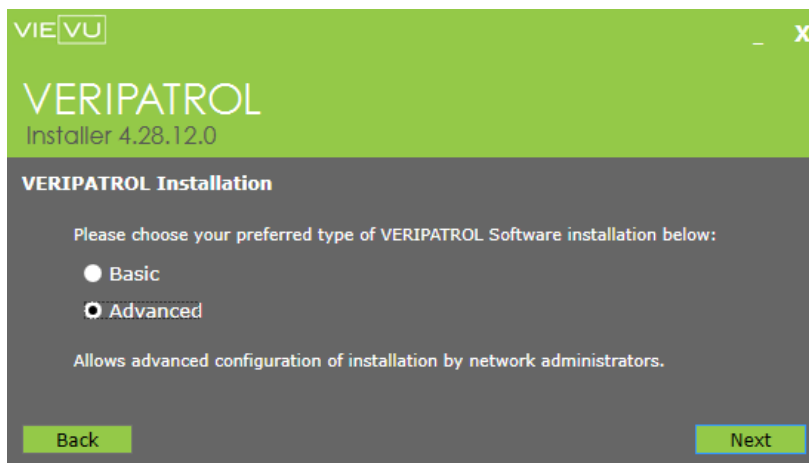 VIEVU
_ X
VERIPATROL
Installer 4.28.12.0
VERIPATROL Installation
Please choose your preferred type of VERIPATROL Software installation below:
Basic
Advanced
Allows advanced configuration of installation by network administrators.
Back Next